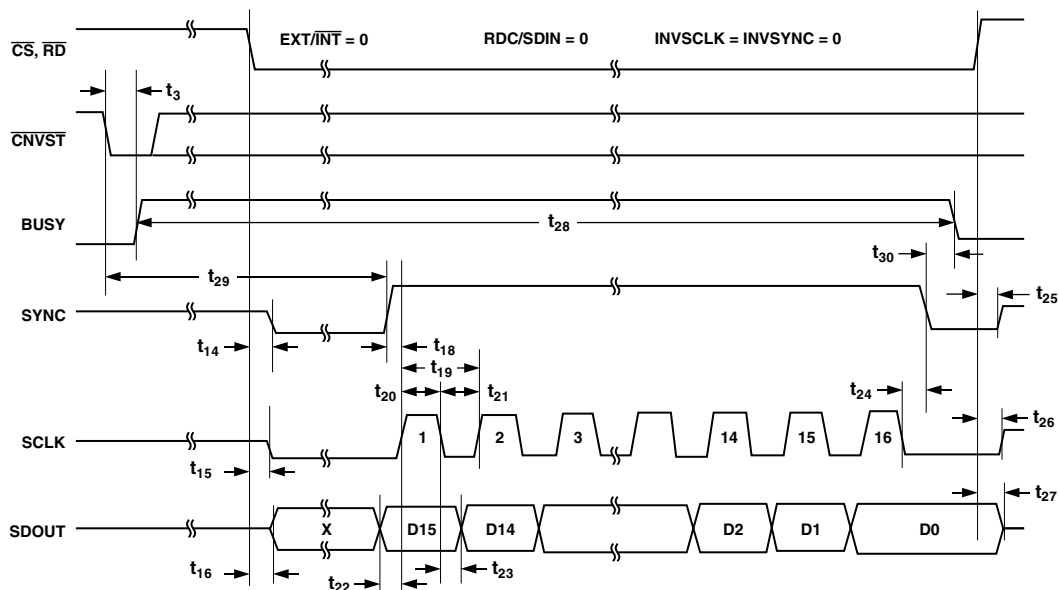 EXT/INT = 0 RDC/SDIN = 0 INVSCLK = INVSYNC = 0
CS, RD
t3
CNVST
BUSY
t28
t30
t29
t25
SYNC
t14
t18
t19
t20
t21
t24
t26
SCLK
1 2 3 14 15 16
t15
t27
SDOUT
X D15 D14 D2 D1 D0
t16
t22
t23